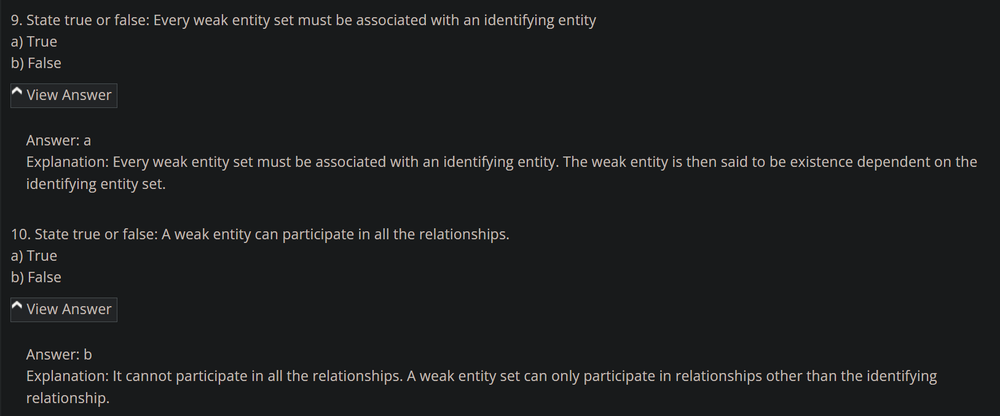 9. State true or false: Every weak entity set must be associated with an identifying entity
a) True
b) False
View Answer
Answer: a
Explanation: Every weak entity set must be associated with an identifying entity. The weak entity is then said to be existence dependent on the
identifying entity set.
10. State true or false: A weak entity can participate in all the relationships.
a) True
b) False
View Answer
Answer: b
Explanation: It cannot participate in all the relationships. A weak entity set can only participate in relationships other than the identifying
relationship.